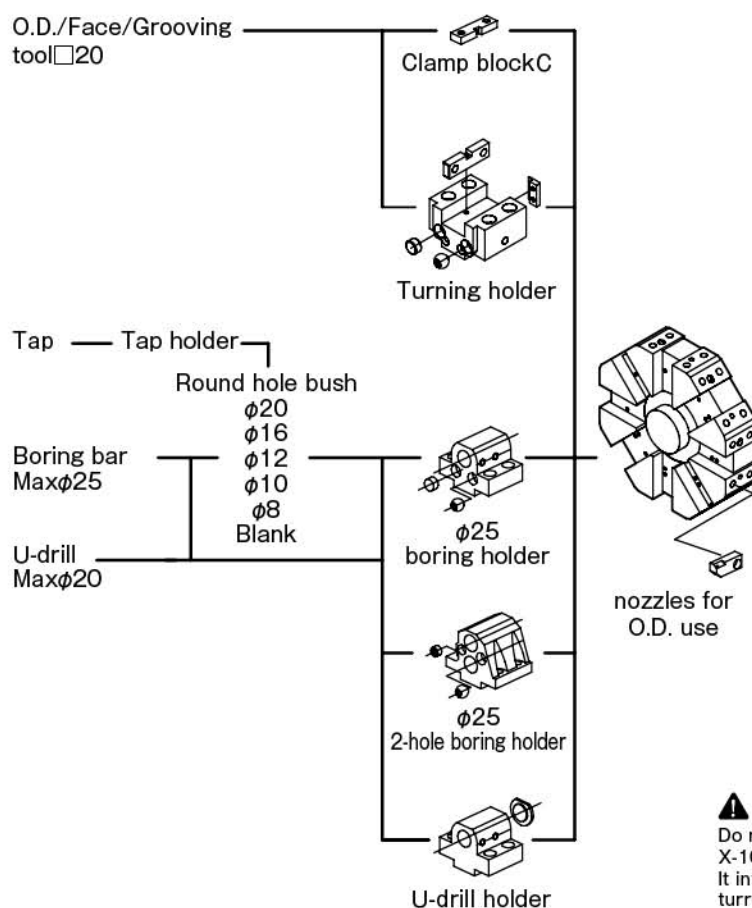 O.D./Face/Grooving
tool□20
Clamp blockC
Turning holder
Tap
Tap holder
Round hole bush
φ20
φ16
φ12
φ10
φ8
Blank
Boring bar
Maxφ25
U-drill
Maxφ20
φ25
boring holder
nozzles for
O.D. use
φ25
2-hole boring holder
U-drill holder
Do
It